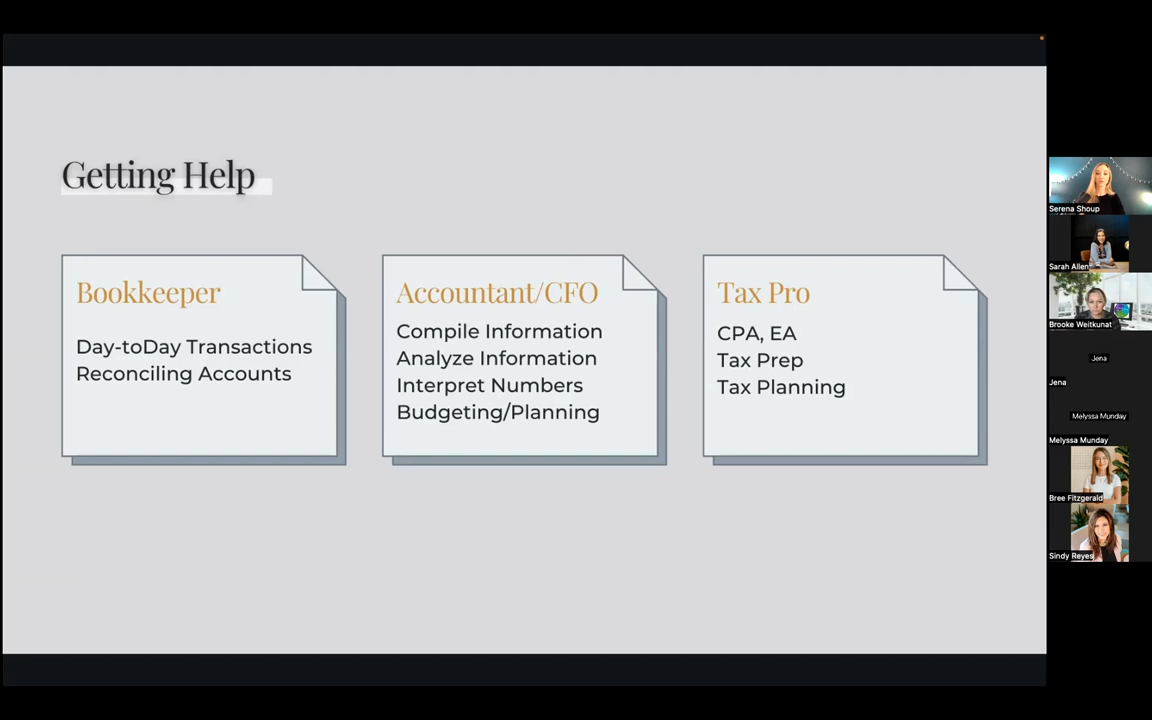 Getting Help
Bookkeeper
Day-toDay Transactions
Reconciling Accounts
Accountant/CFO
Compile Information
Analyze Information
Interpret Numbers
Budgeting/Planning
Tax Pro
CPA, EA
Tax Prep
Tax Planning
Serena Shoup
Sarah Allen
Brooke Weitkunat
Jena
Jena
Melyssa Munday
Melyssa Munday
Bree Fitzgerald
Sindy Reyes